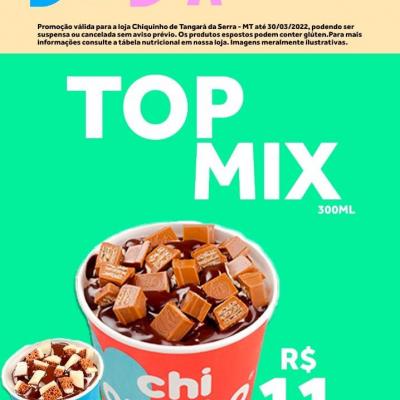 Promoção válida para a loja Chiquinho de Tangará da Serra - MT até 30/03/2022, podendo ser
suspensa ou cancelada sem aviso prévio. Os produtos espostos podem conter glúten.Para mais
informações consulte a tábela nutricional em nossa loja. Imagens meralmente ilustrativas.
TOP
MIX
300ML
chi
R$
11